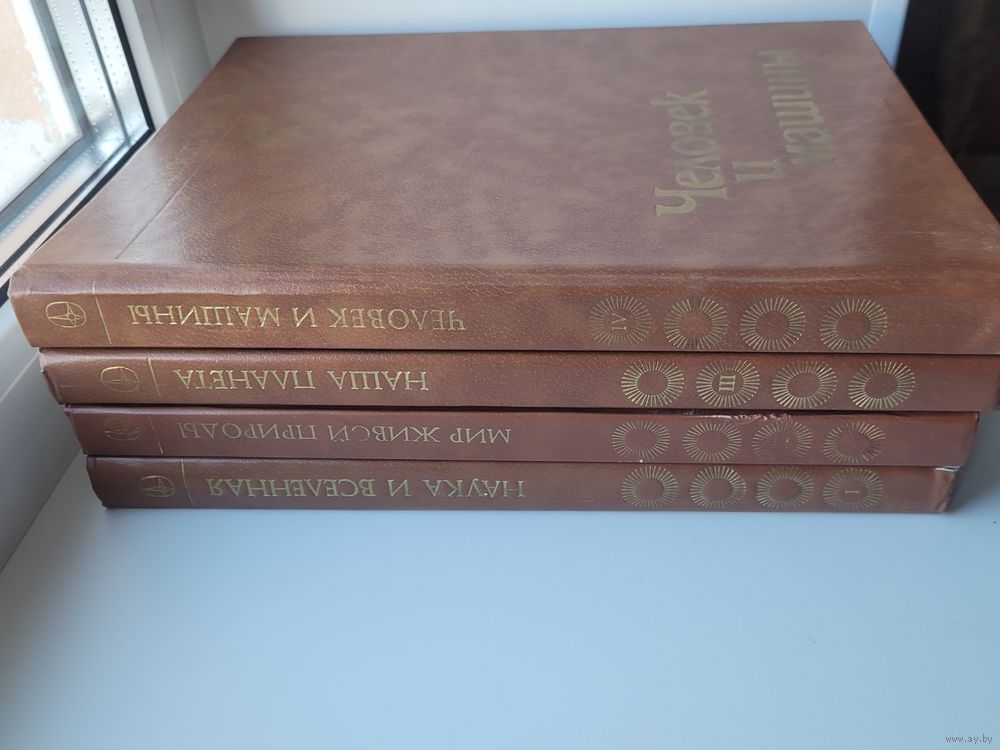 Человек
и
машины
ЧЕЛОВЕК И МАШИНЫ
IV
НАША ПЛАНЕТА
III
МИР ЖИВОЙ ПРИРОДЫ
НАУКА И ВСЕЛЕННАЯ
I
www.ay.by